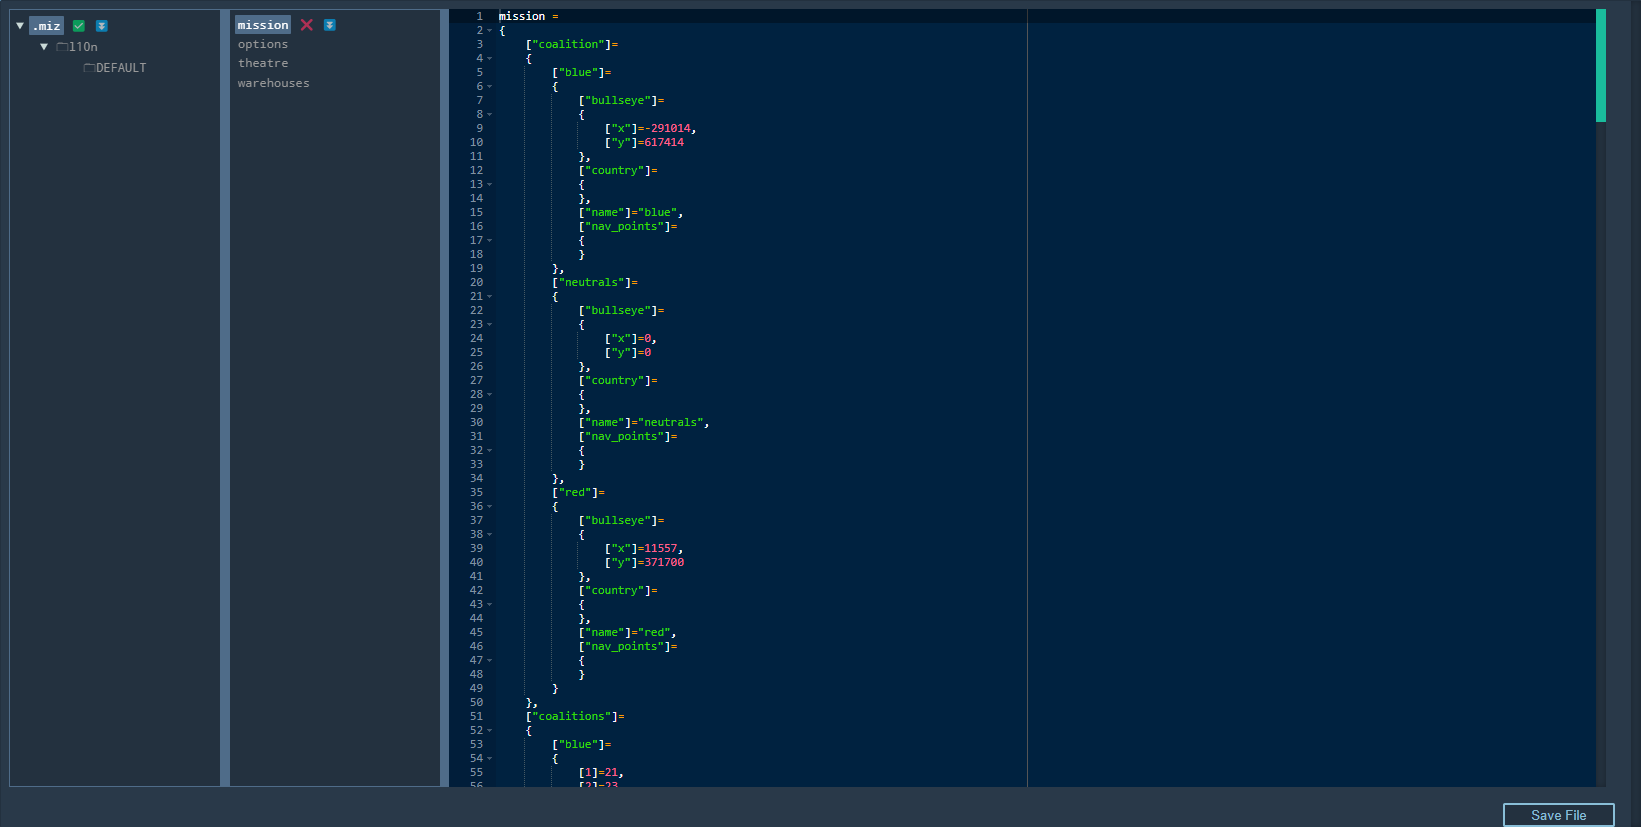 .miz
l10n
DEFAULT
mission
options
theatre
warehouses
1 mission =
2 {
3 ["coalition"]=
4 {
5 ["blue"]=
6 {
7 ["bullseye"]=
8 {
9 ["x"]=-291014,
10 ["y"]=617414
11 },
12 ["country"]=
13 {
14 },
15 ["name"]="blue",
16 ["nav_points"]=
17 {
18 }
19 },
20 ["neutrals"]=
21 {
22 ["bullseye"]=
23 {
24 ["x"]=0,
25 ["y"]=0
26 },
27 ["country"]=
28 {
29 },
30 ["name"]="neutrals",
31 ["nav_points"]=
32 {
33 }
34 },
35 ["red"]=
36 {
37 ["bullseye"]=
38 {
39 ["x"]=11557,
40 ["y"]=371700
41 },
42 ["country"]=
43 {
44 },
45 ["name"]="red",
46 ["nav_points"]=
47 {
48 }
49 }
50 },
51 ["coalitions"]=
52 {
53 ["blue"]=
54 {
55 [1]=21,
56 [2]=23
Save File